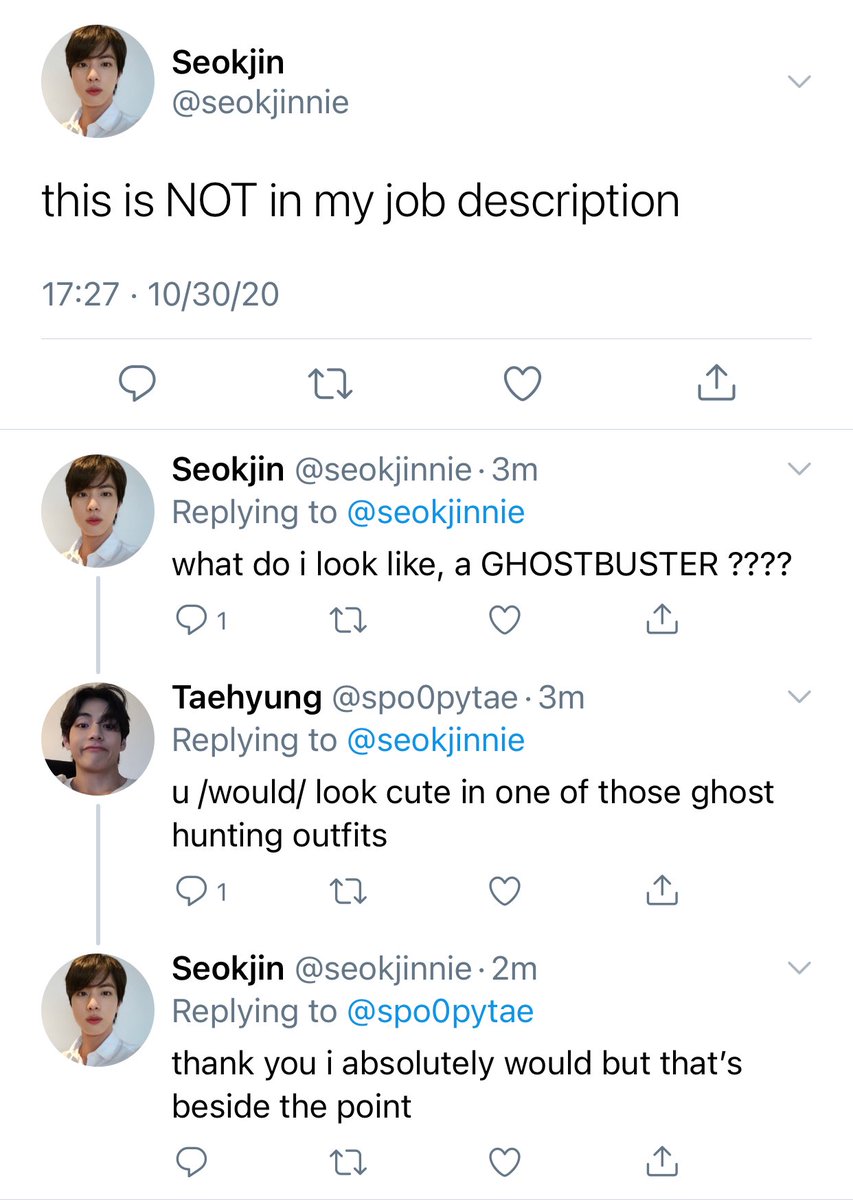 Seokjin
@seokjinnie
this is NOT in my job description
17:27 · 10/30/20
Seokjin @seokjinnie · 3m
Replying to @seokjinnie
what do i look like, a GHOSTBUSTER ????
1
Taehyung @spo0pytae · 3m
Replying to @seokjinnie
u /would/ look cute in one of those ghost
hunting outfits
1
Seokjin @seokjinnie · 2m
Replying to @spo0pytae
thank you i absolutely would but that’s
beside the point